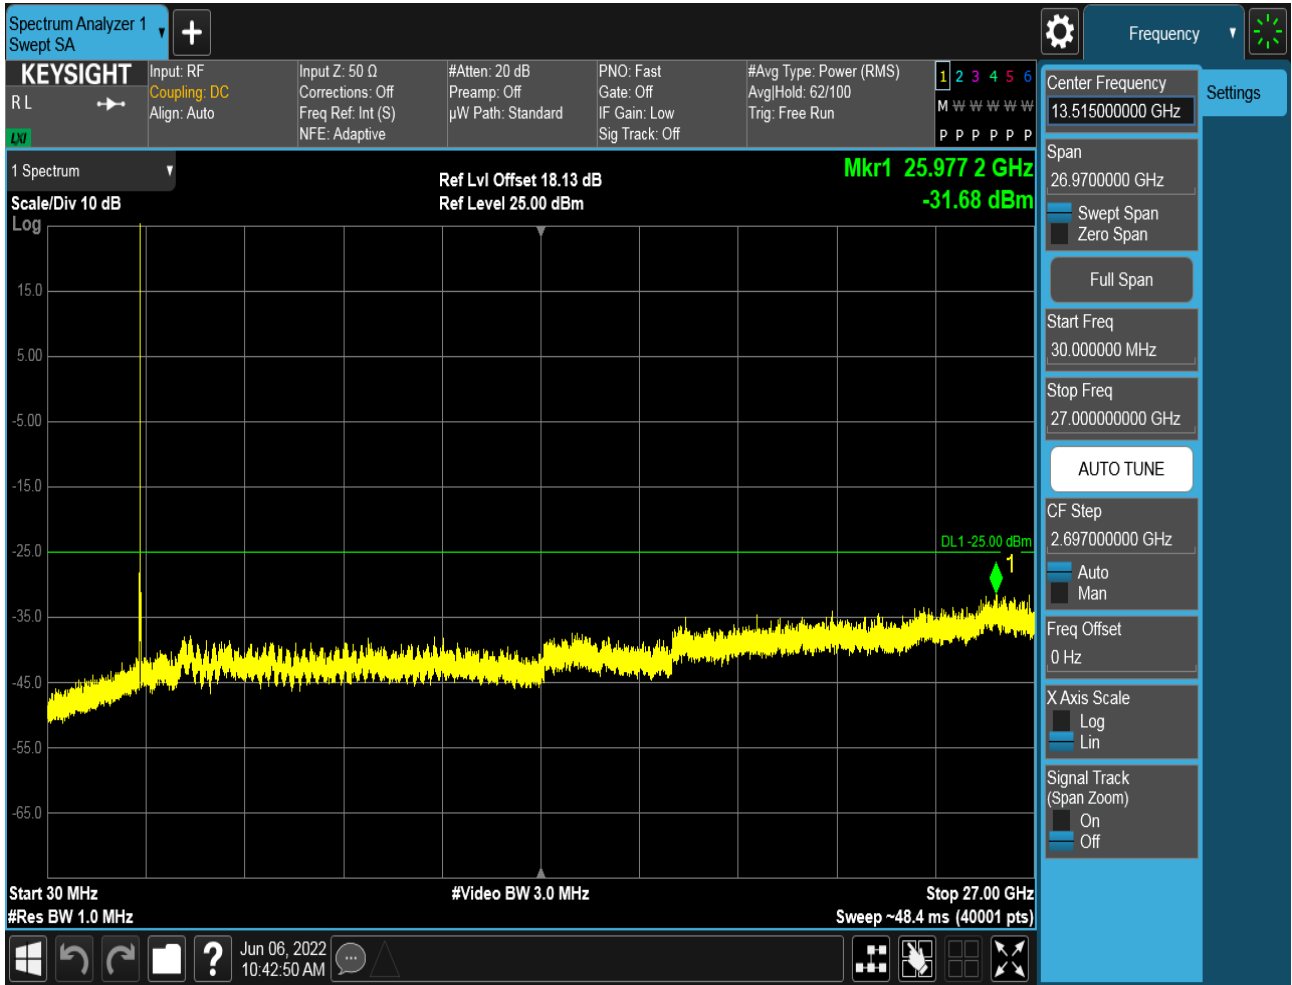 Spectrum Analyzer 1
Swept SA
Frequency
KEYSIGHT
R L
LXI
Input: RF
Coupling: DC
Align: Auto
Input Z: 50 Ω
Corrections: Off
Freq Ref: Int (S)
NFE: Adaptive
#Atten: 20 dB
Preamp: Off
µW Path: Standard
PNO: Fast
Gate: Off
IF Gain: Low
Sig Track: Off
#Avg Type: Power (RMS)
Avg|Hold: 62/100
Trig: Free Run
1 2 3 4 5 6
M W W W W W
P P P P P P
1 Spectrum
Scale/Div 10 dB
Log
Ref Lvl Offset 18.13 dB
Ref Level 25.00 dBm
Mkr1 25.977 2 GHz
-31.68 dBm
15.0
5.00
-5.00
-15.0
-25.0
-35.0
-45.0
-55.0
-65.0
DL1 -25.00 dBm
1
Start 30 MHz
#Res BW 1.0 MHz
#Video BW 3.0 MHz
Stop 27.00 GHz
Sweep ~48.4 ms (40001 pts)
Jun 06, 2022
10:42:50 AM
Center Frequency
13.515000000 GHz
Span
26.9700000 GHz
Swept Span
Zero Span
Full Span
Start Freq
30.000000 MHz
Stop Freq
27.000000000 GHz
AUTO TUNE
CF Step
2.697000000 GHz
Auto
Man
Freq Offset
0 Hz
X Axis Scale
Log
Lin
Signal Track
(Span Zoom)
On
Off
Settings